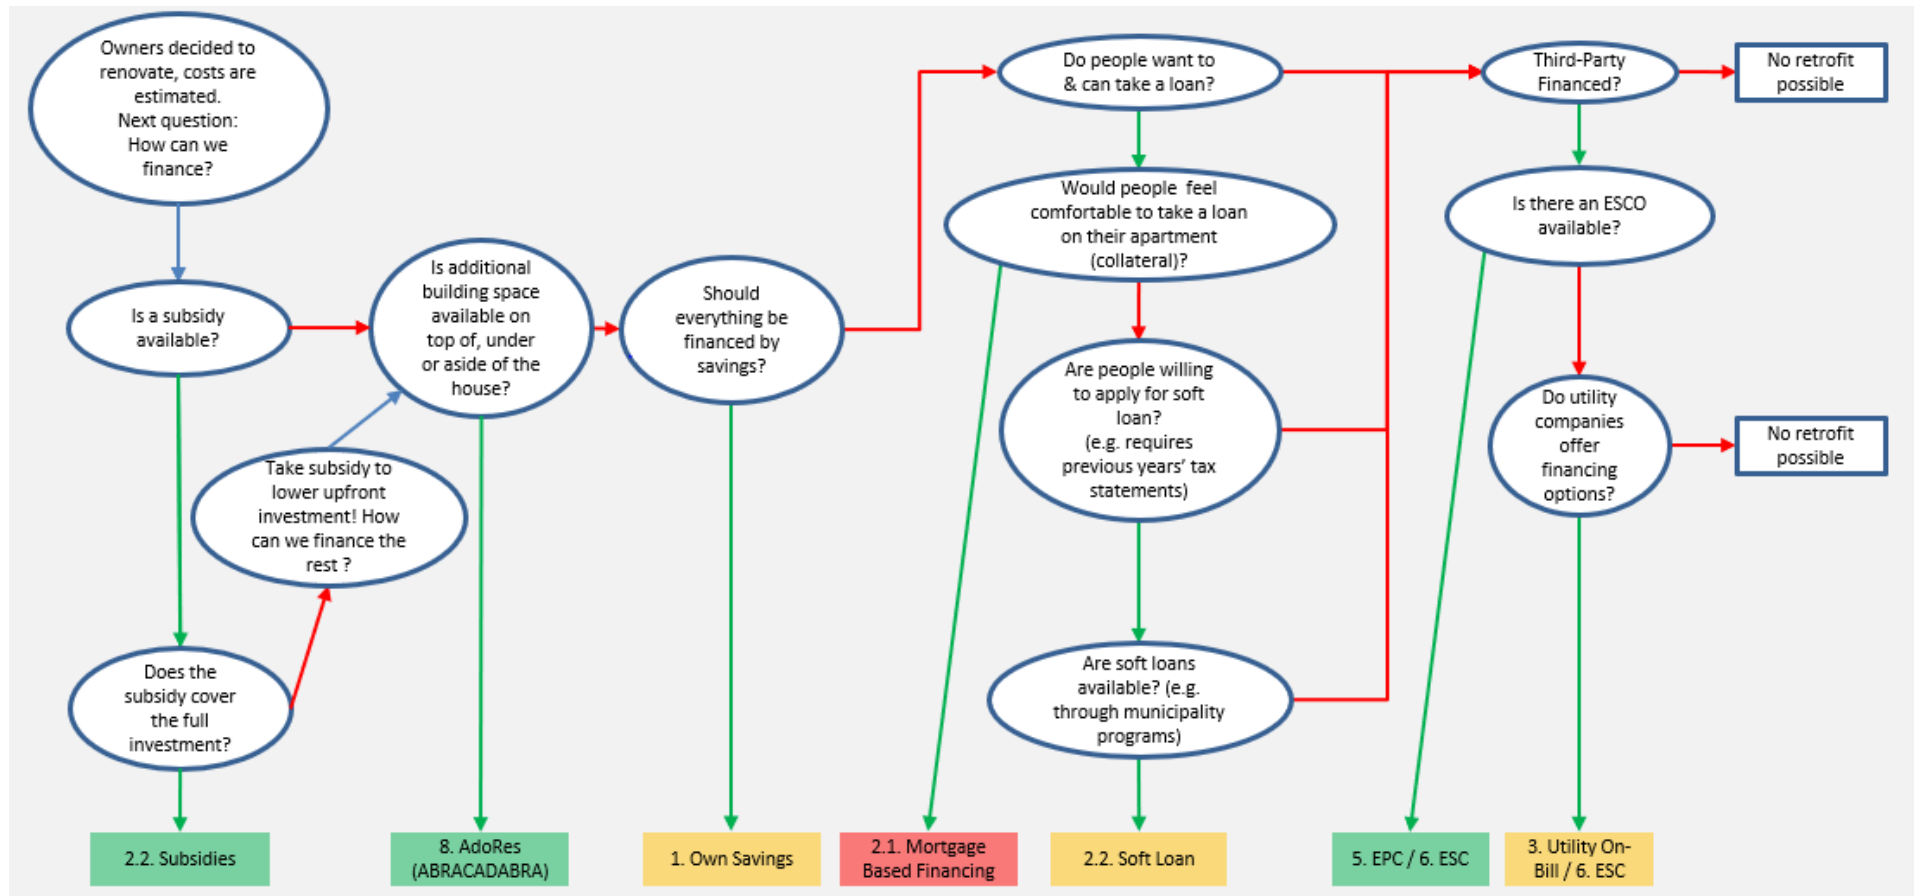 Owners decided to
renovate, costs are
estimated.
Next question:
How can we
finance?
Is a subsidy
available?
Does the
subsidy cover
the full
investment?
Take subsidy to
lower upfront
investment! How
can we finance the
rest ?
Is additional
building space
available on
top of, under
or aside of the
house?
Should
everything be
financed by
savings?
Do people want to
& can take a loan?
Would people feel
comfortable to take a loan
on their apartment
(collateral)?
Are people willing
to apply for soft
loan?
(e.g. requires
previous years' tax
statements)
Are soft loans
available? (e.g.
through municipality
programs)
Third-Party
Financed?
No retrofit
possible
Is there an ESCO
available?
Do utility
companies
offer
financing
options?
No retrofit
possible
2.2. Subsidies
8. AdoRes
(ABRACADABRA)
1. Own Savings
2.1. Mortgage
Based Financing
2.2. Soft Loan
5. EPC / 6. ESC
3. Utility On-
Bill / 6. ESC